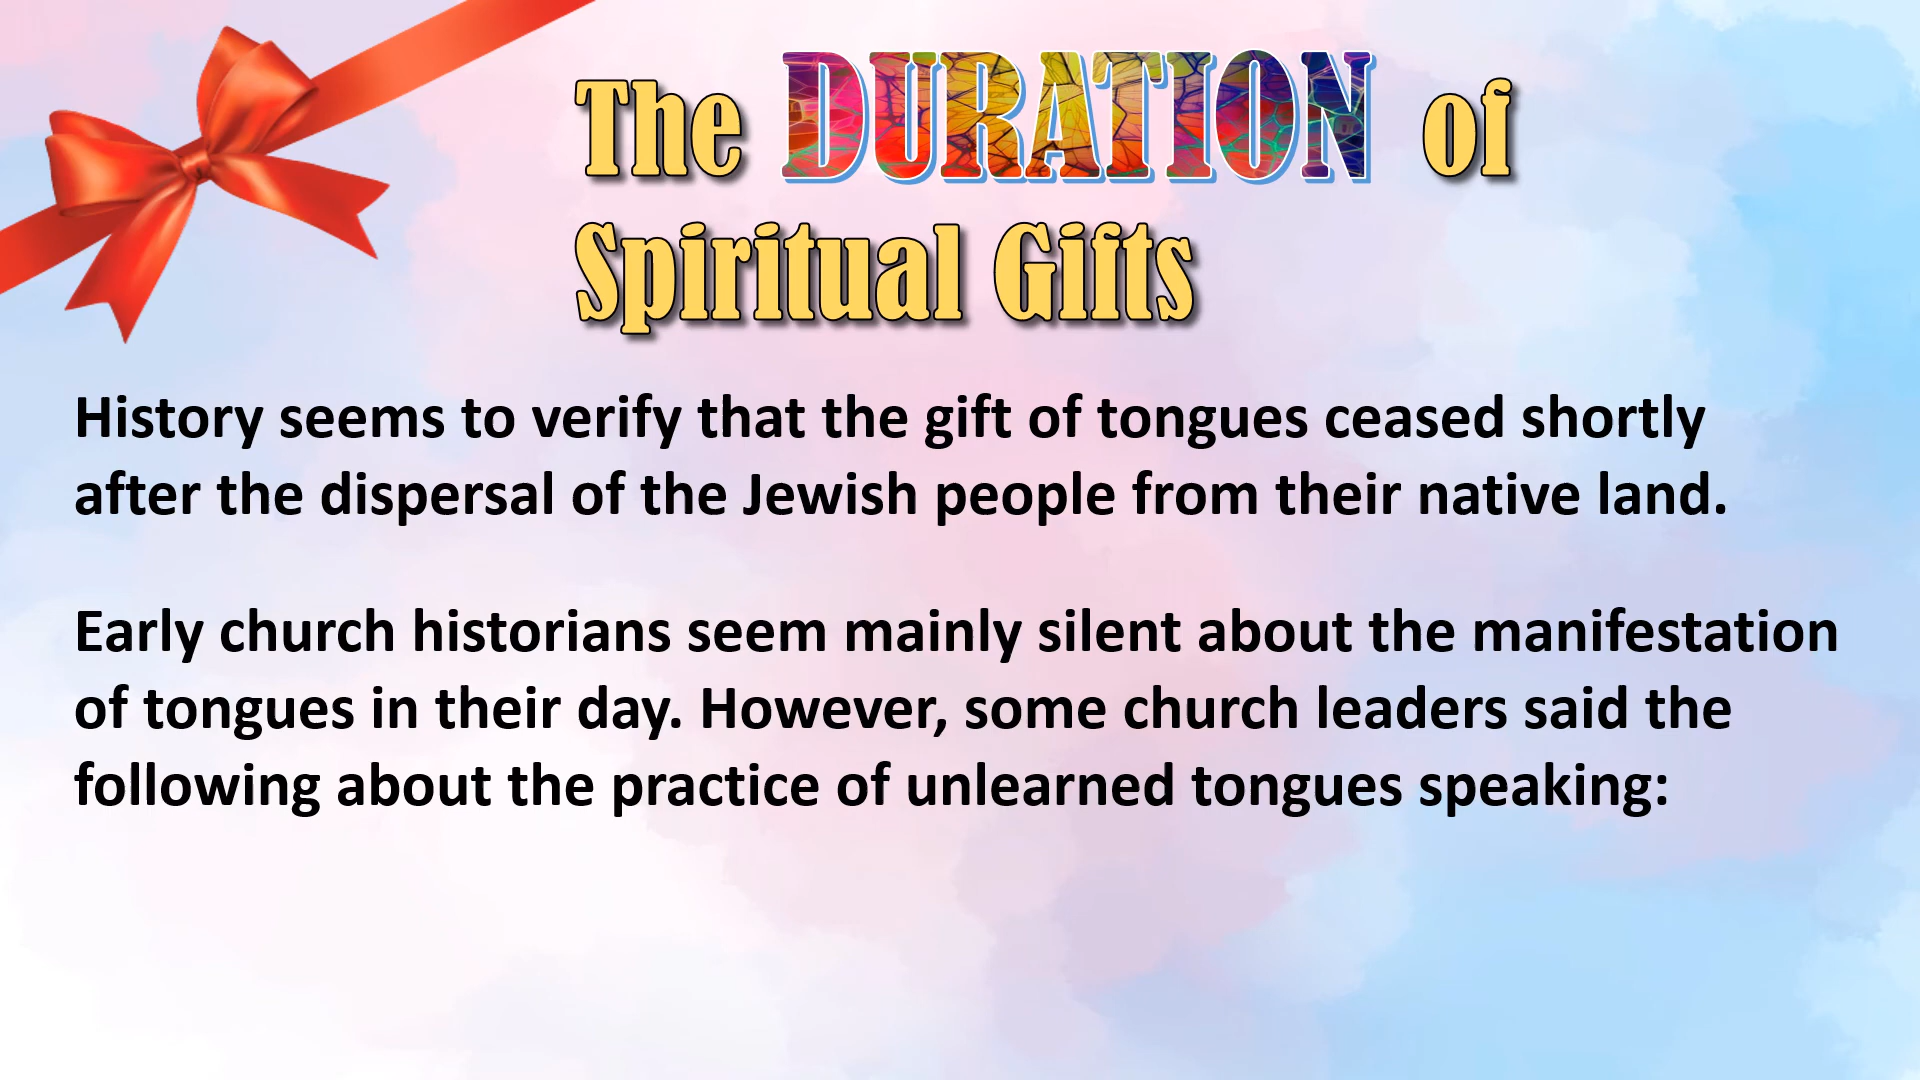 The DURATION of
Spiritual Gifts
History seems to verify that the gift of tongues ceased shortly
after the dispersal of the Jewish people from their native land.
Early church historians seem mainly silent about the manifestation
of tongues in their day. However, some church leaders said the
following about the practice of unlearned tongues speaking: